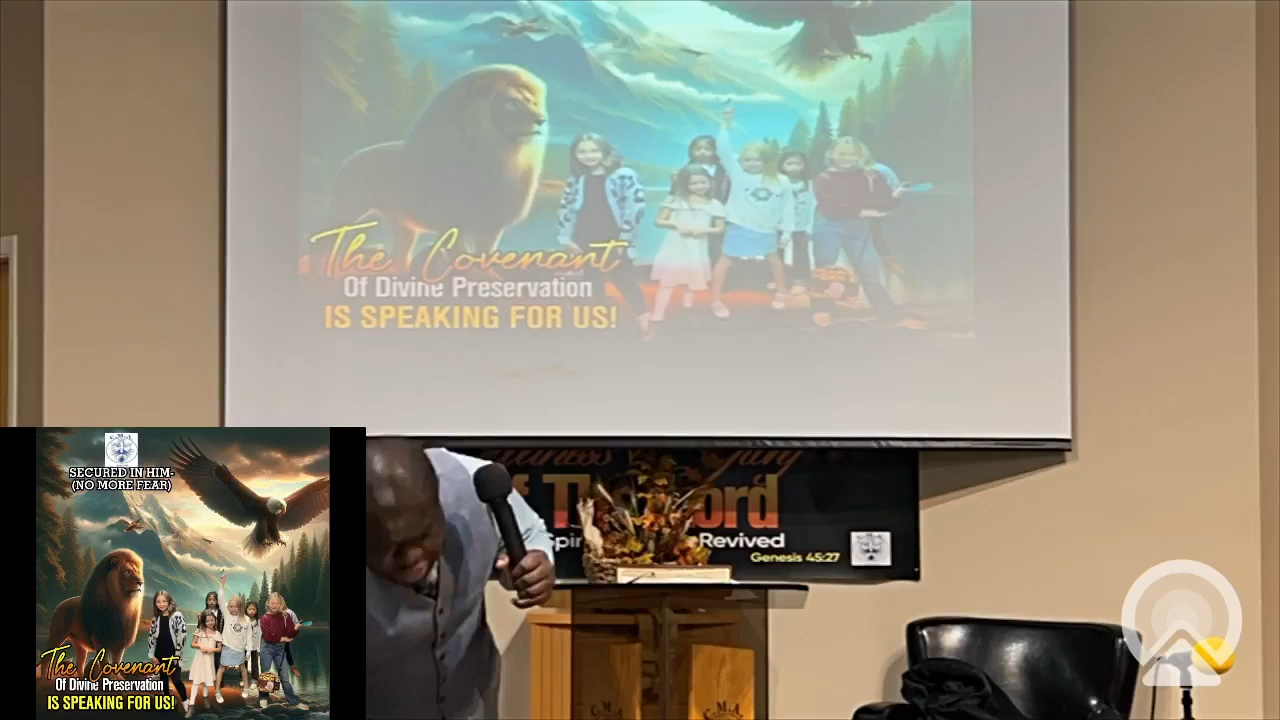 The Covenant
Of Divine Preservation
IS SPEAKING FOR US!
C.M.A
SECURED IN HIM-
(NO MORE FEAR)
The Covenant
Of Divine Preservation
IS SPEAKING FOR US!
Revived
Genesis 45:27
C.M.A
C.M.A